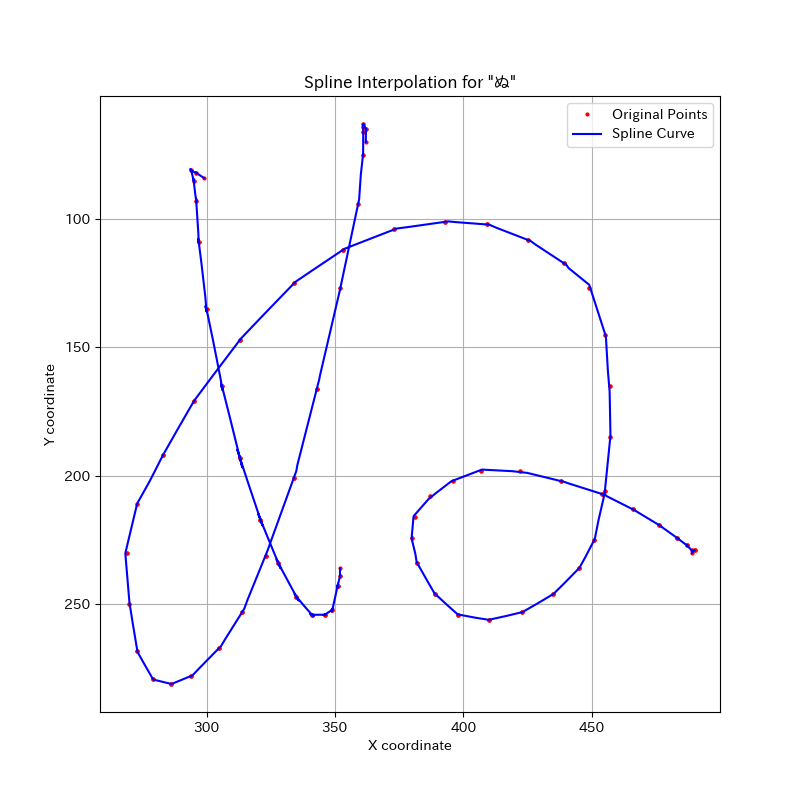 Spline Interpolation for "ぬ"
Original Points
Spline Curve
100
150
200
250
Y coordinate
300 350 400 450
X coordinate